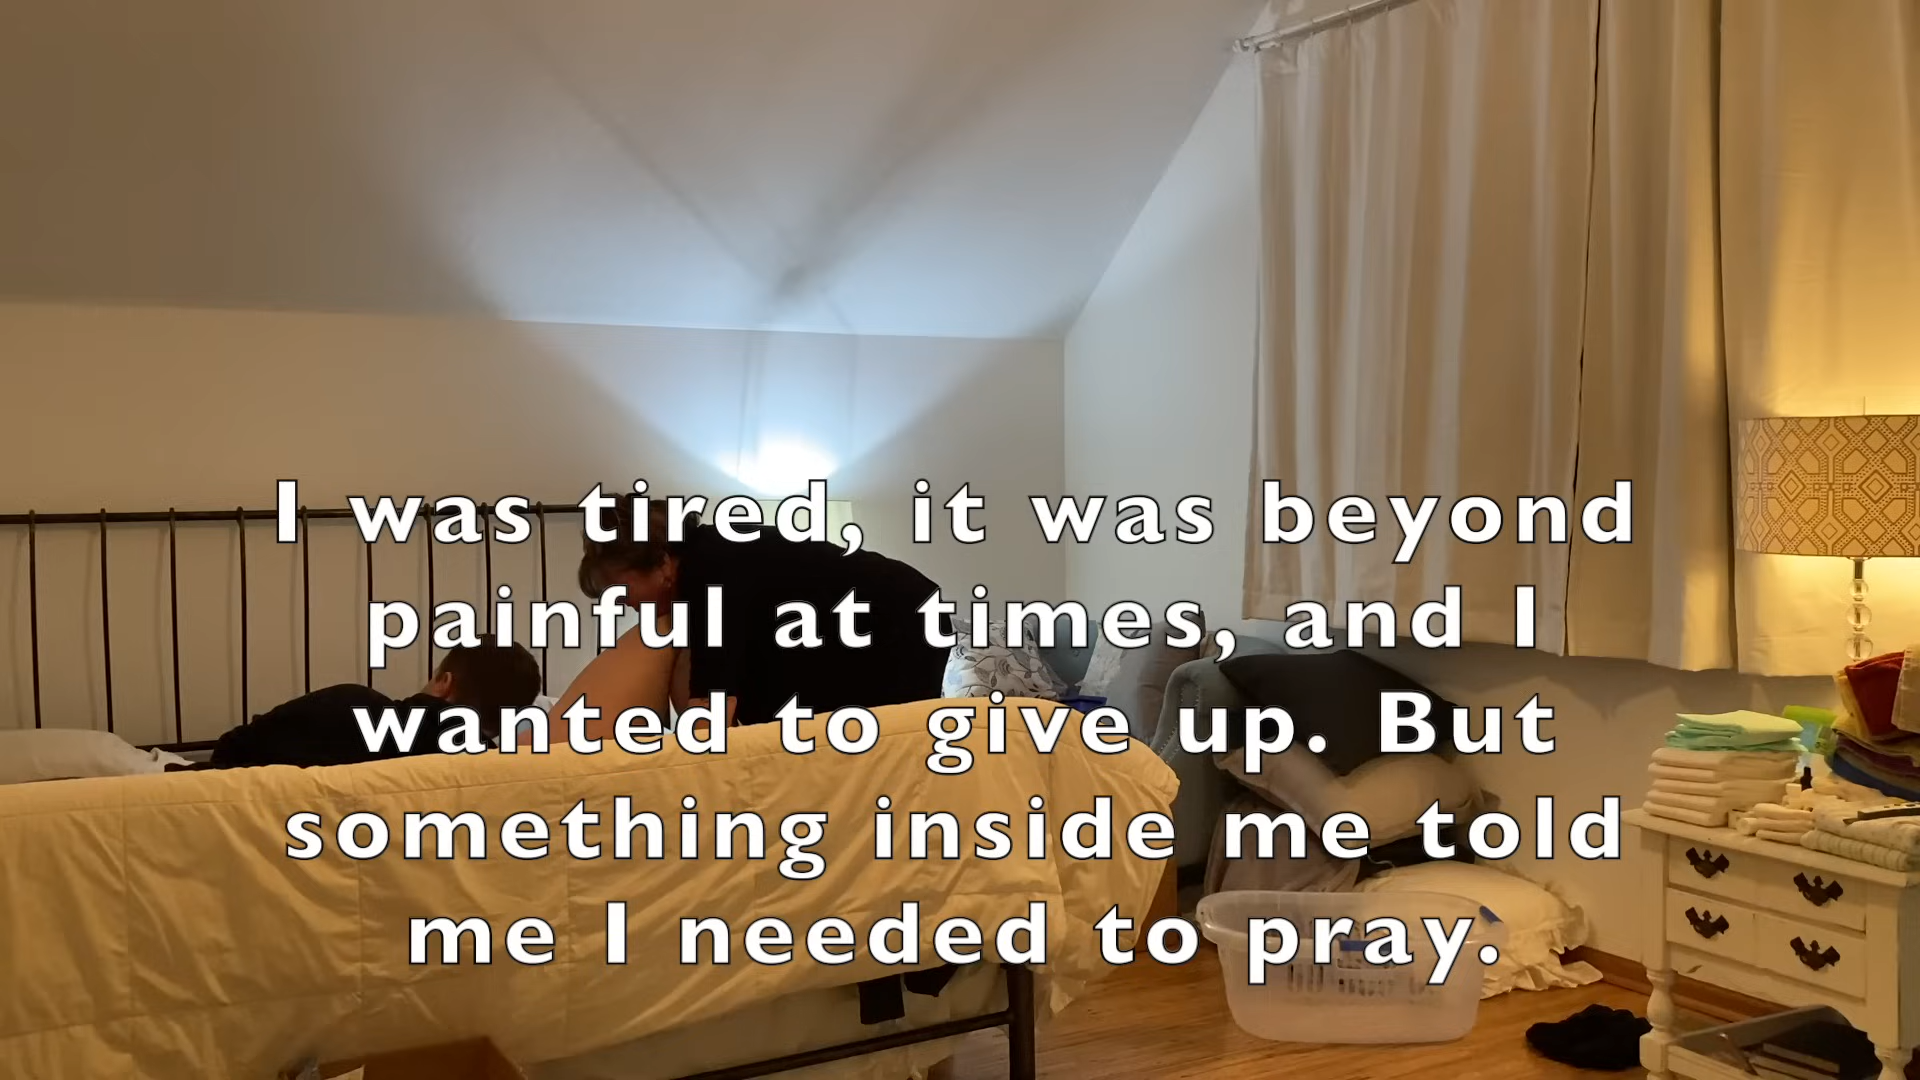 I was tired, it was beyond
painful at times, and I
wanted to give up. But
something inside me told
me I needed to pray.